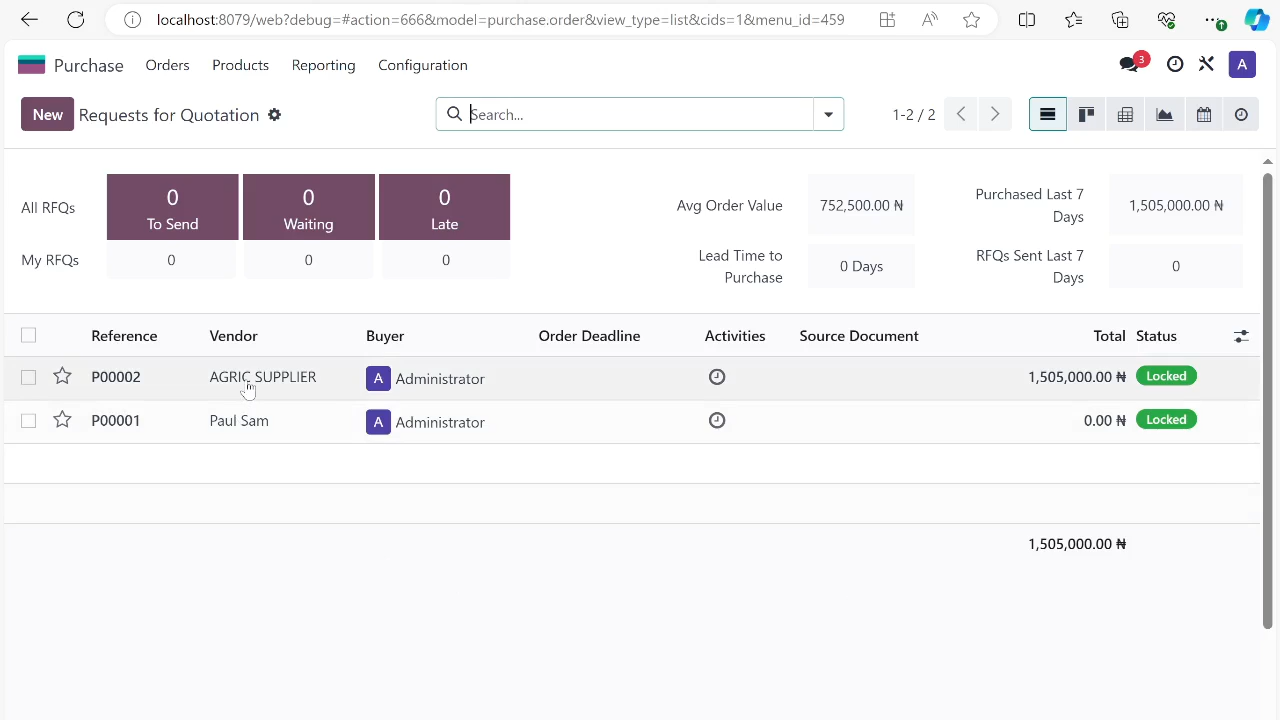 localhost:8079/web?debug=#action=666&model=purchase.order&view_type=list&cids=1&menu_id=459
Purchase Orders Products Reporting Configuration 3 A
New Requests for Quotation Search... 1-2 / 2
All RFQs 0 To Send 0 Waiting 0 Late
My RFQs 0 0 0
Avg Order Value 752,500.00 ₦
Purchased Last 7
Days 1,505,000.00 ₦
Lead Time to
Purchase 0 Days
RFQs Sent Last 7
Days 0
Reference Vendor Buyer Order Deadline Activities Source Document Total Status
P00002 AGRIC SUPPLIER A Administrator 1,505,000.00 ₦ Locked
P00001 Paul Sam A Administrator 0.00 ₦ Locked
1,505,000.00 ₦